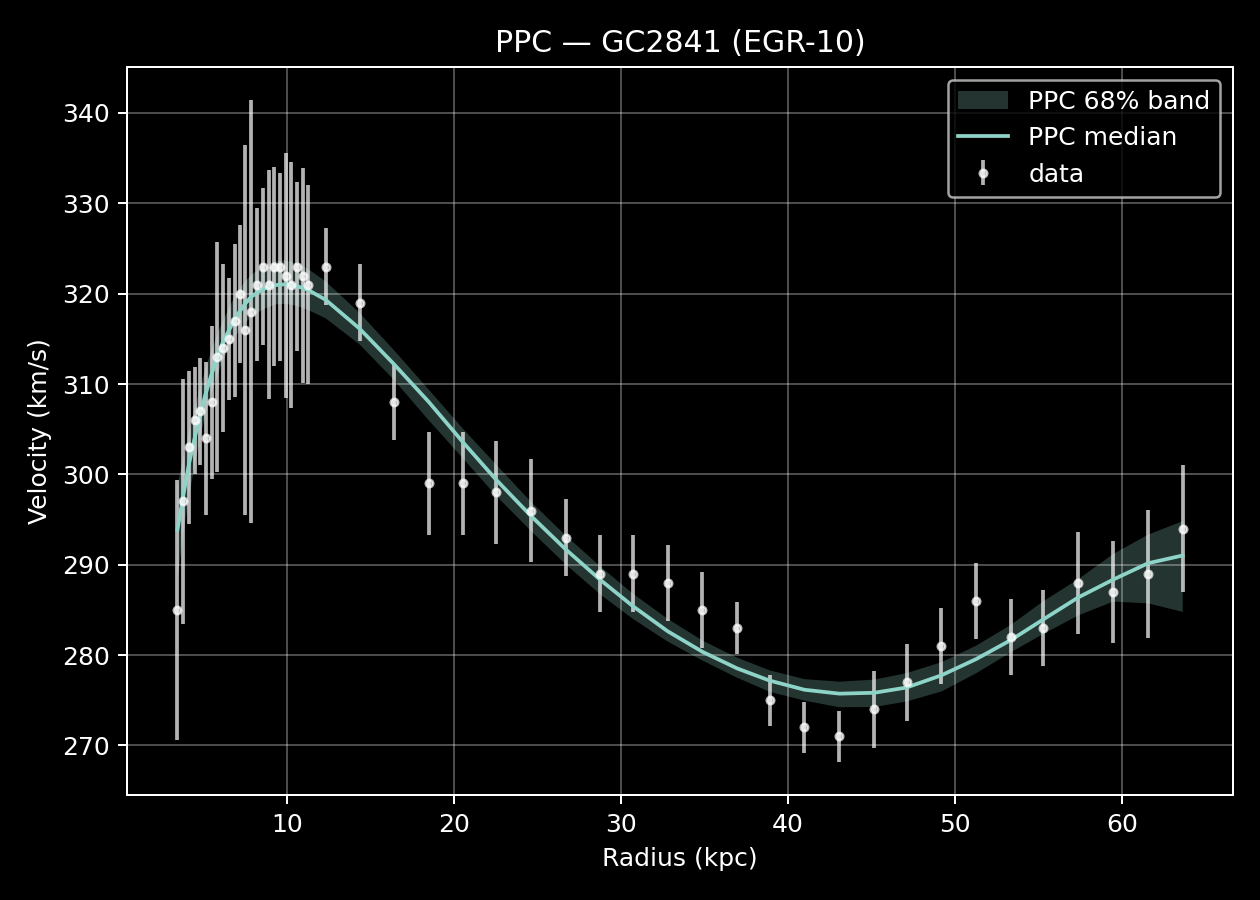 PPC — GC2841 (EGR-10)
PPC 68% band
PPC median
data
340
330
320
310
300
290
280
270
Velocity (km/s)
10 20 30 40 50 60
Radius (kpc)